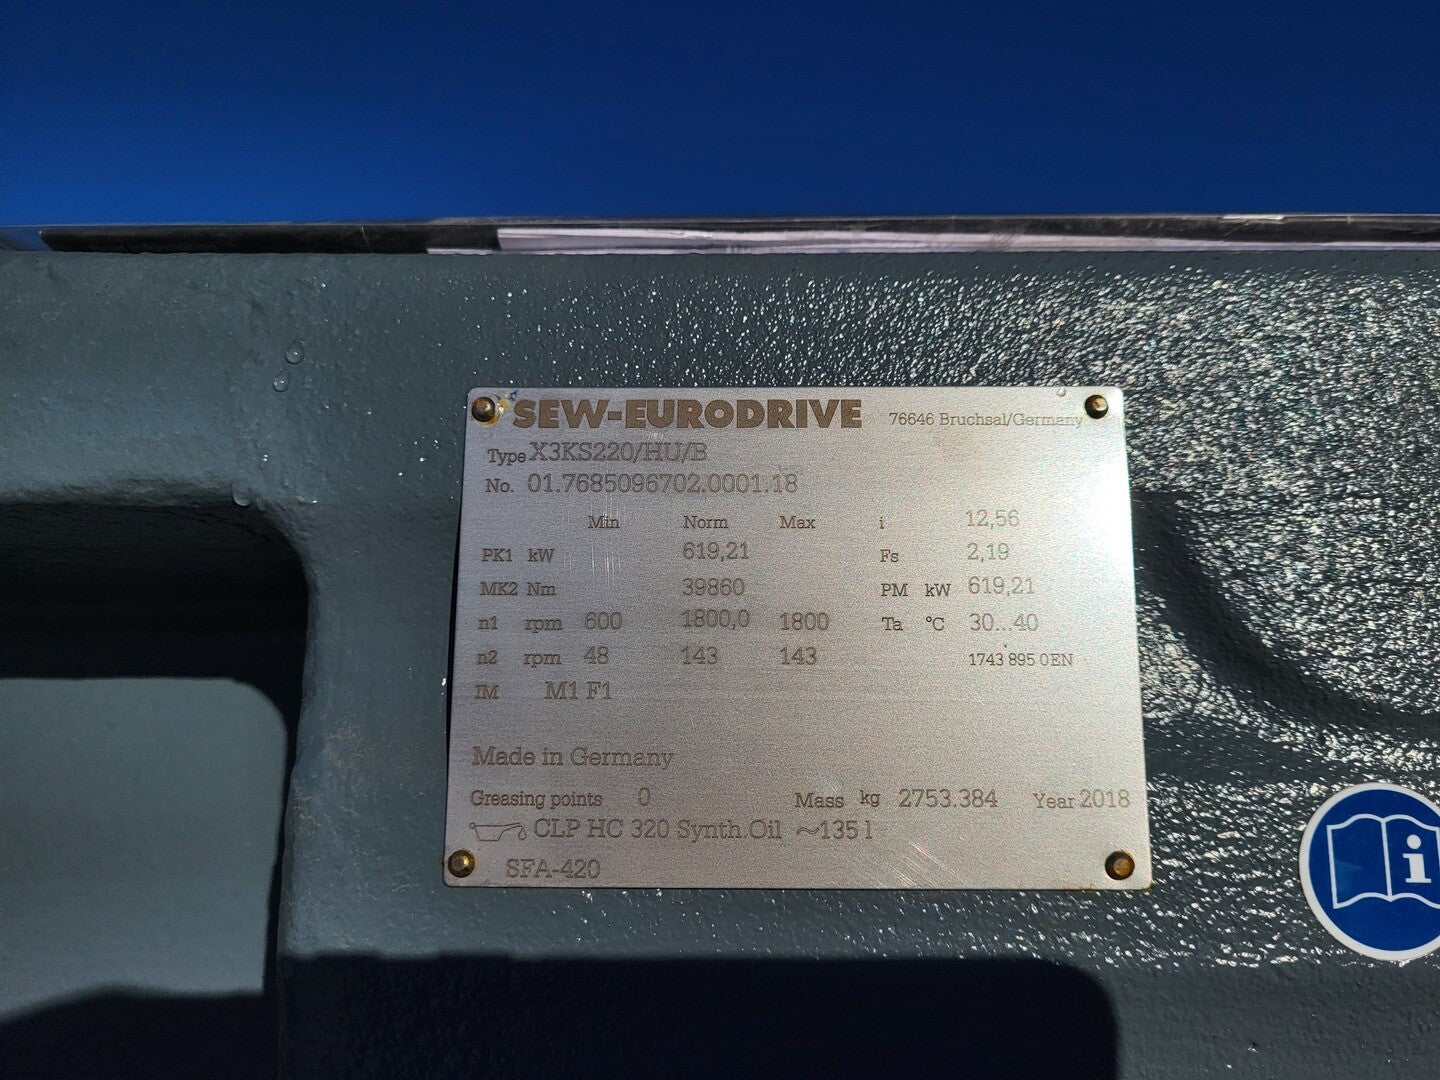 SEW-EURODRIVE 76646 Bruchsal/Germany
Type X3KS220/HU/B
No. 01.7685096702.0001.18
Min Norm Max i 12,56
PK1 kW 619,21 Fs 2,19
MK2 Nm 39860 PM kW 619,21
n1 rpm 600 1800,0 1800 Ta °C 30...40
n2 rpm 48 143 143 1743 895 0EN
IM M1 F1
Made in Germany
Greasing points 0 Mass kg 2753.384 Year 2018
CLP HC 320 Synth.Oil ~135 l
SFA-420
i